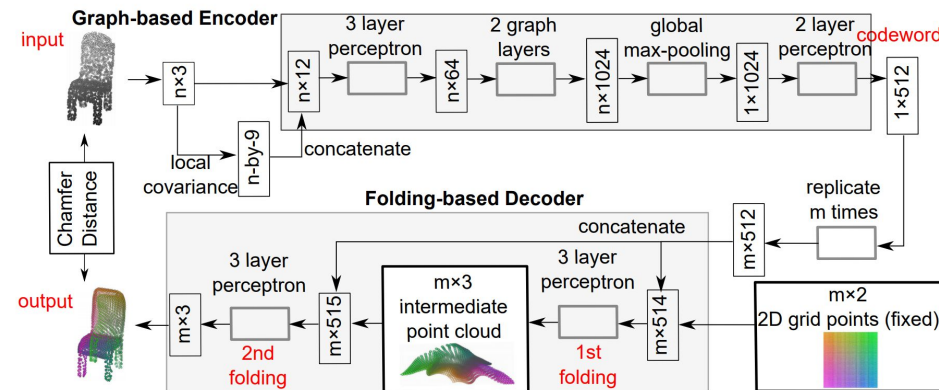 Graph-based Encoder
input
n×3
local
covariance
n-by-9
concatenate
n×12
3 layer
perceptron
n×64
2 graph
layers
n×1024
global
max-pooling
1×1024
2 layer
perceptron
codeword
1×512
replicate
m times
m×512
Chamfer
Distance
Folding-based Decoder
concatenate
m×2
2D grid points (fixed)
m×514
3 layer
perceptron
1st
folding
m×3
intermediate
point cloud
m×515
3 layer
perceptron
2nd
folding
m×3
output